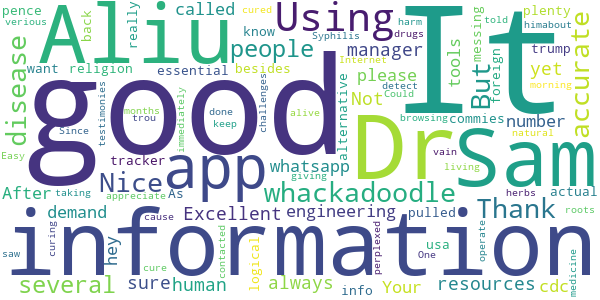 pence
verious
Aliu
back
called
really
cured
Syphilis
harm
drugs
told
himabout
plenty
messing
Using
people
know
manager
Internet
Could
detect
trump
foreign
tools
It
disease
want
religion
essential
besides
please
Not
yet
But
commies
browsing
morning
number
accurate
good
testimonies
months
trou
done
keep
immediately
challenges
alive
alternative
Dr
Sam
natural
Since
Easy
tracker
As
taking
Nice
app
whatsapp
giving
vain
living
herbs
actual
roots
After
appreciate
whackadoodle
Thank
demand
cause
Excellent
engineering
pulled
usa
One
operate
medicine
information
hey
saw
curing
cure
contacted
logical
perplexed
several
sure
human
always
info
Your
resources
cdc